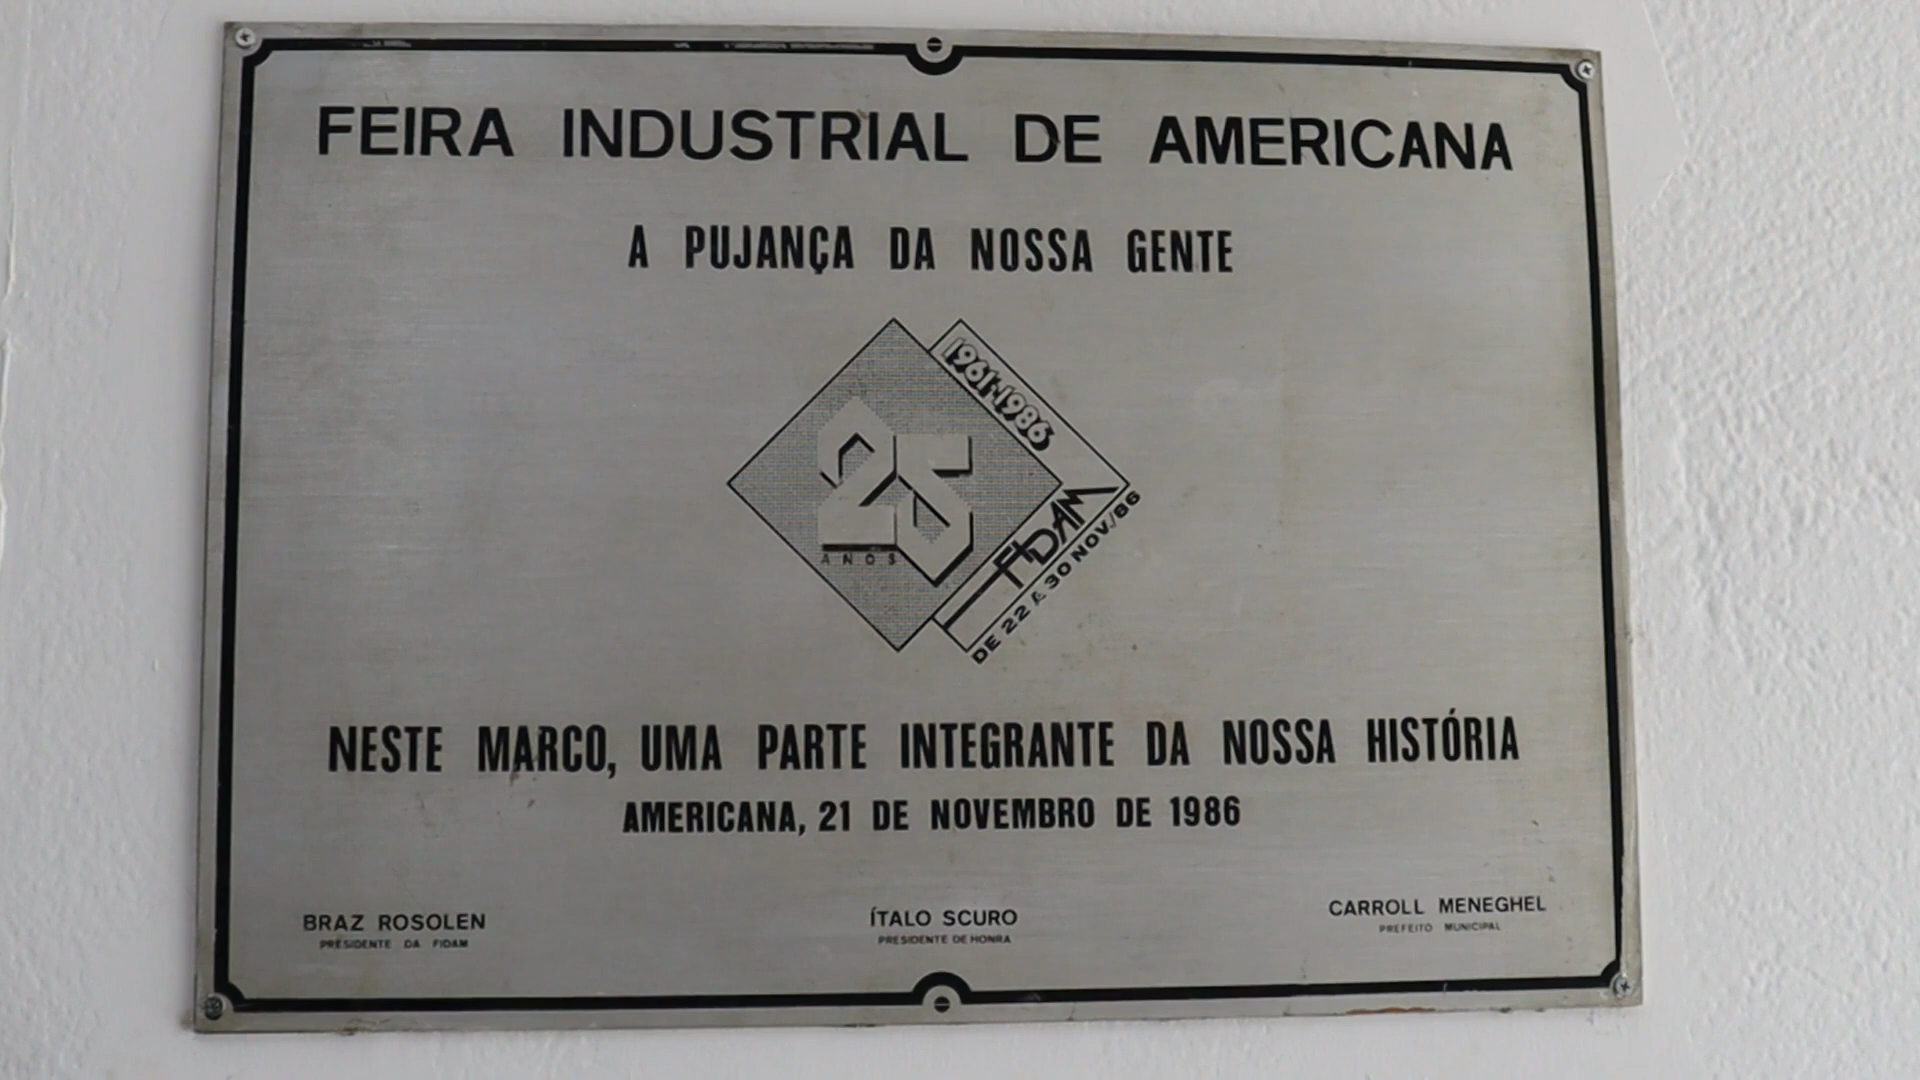 FEIRA INDUSTRIAL DE AMERICANA
A PUJANÇA DA NOSSA GENTE
1961-1986
25
ANOS
FIDAM
DE 22 A 30 NOV./86
NESTE MARCO, UMA PARTE INTEGRANTE DA NOSSA HISTÓRIA
AMERICANA, 21 DE NOVEMBRO DE 1986
BRAZ ROSOLEN
PRESIDENTE DA FIDAM
ÍTALO SCURO
PRESIDENTE DE HONRA
CARROLL MENEGHEL
PREFEITO MUNICIPAL